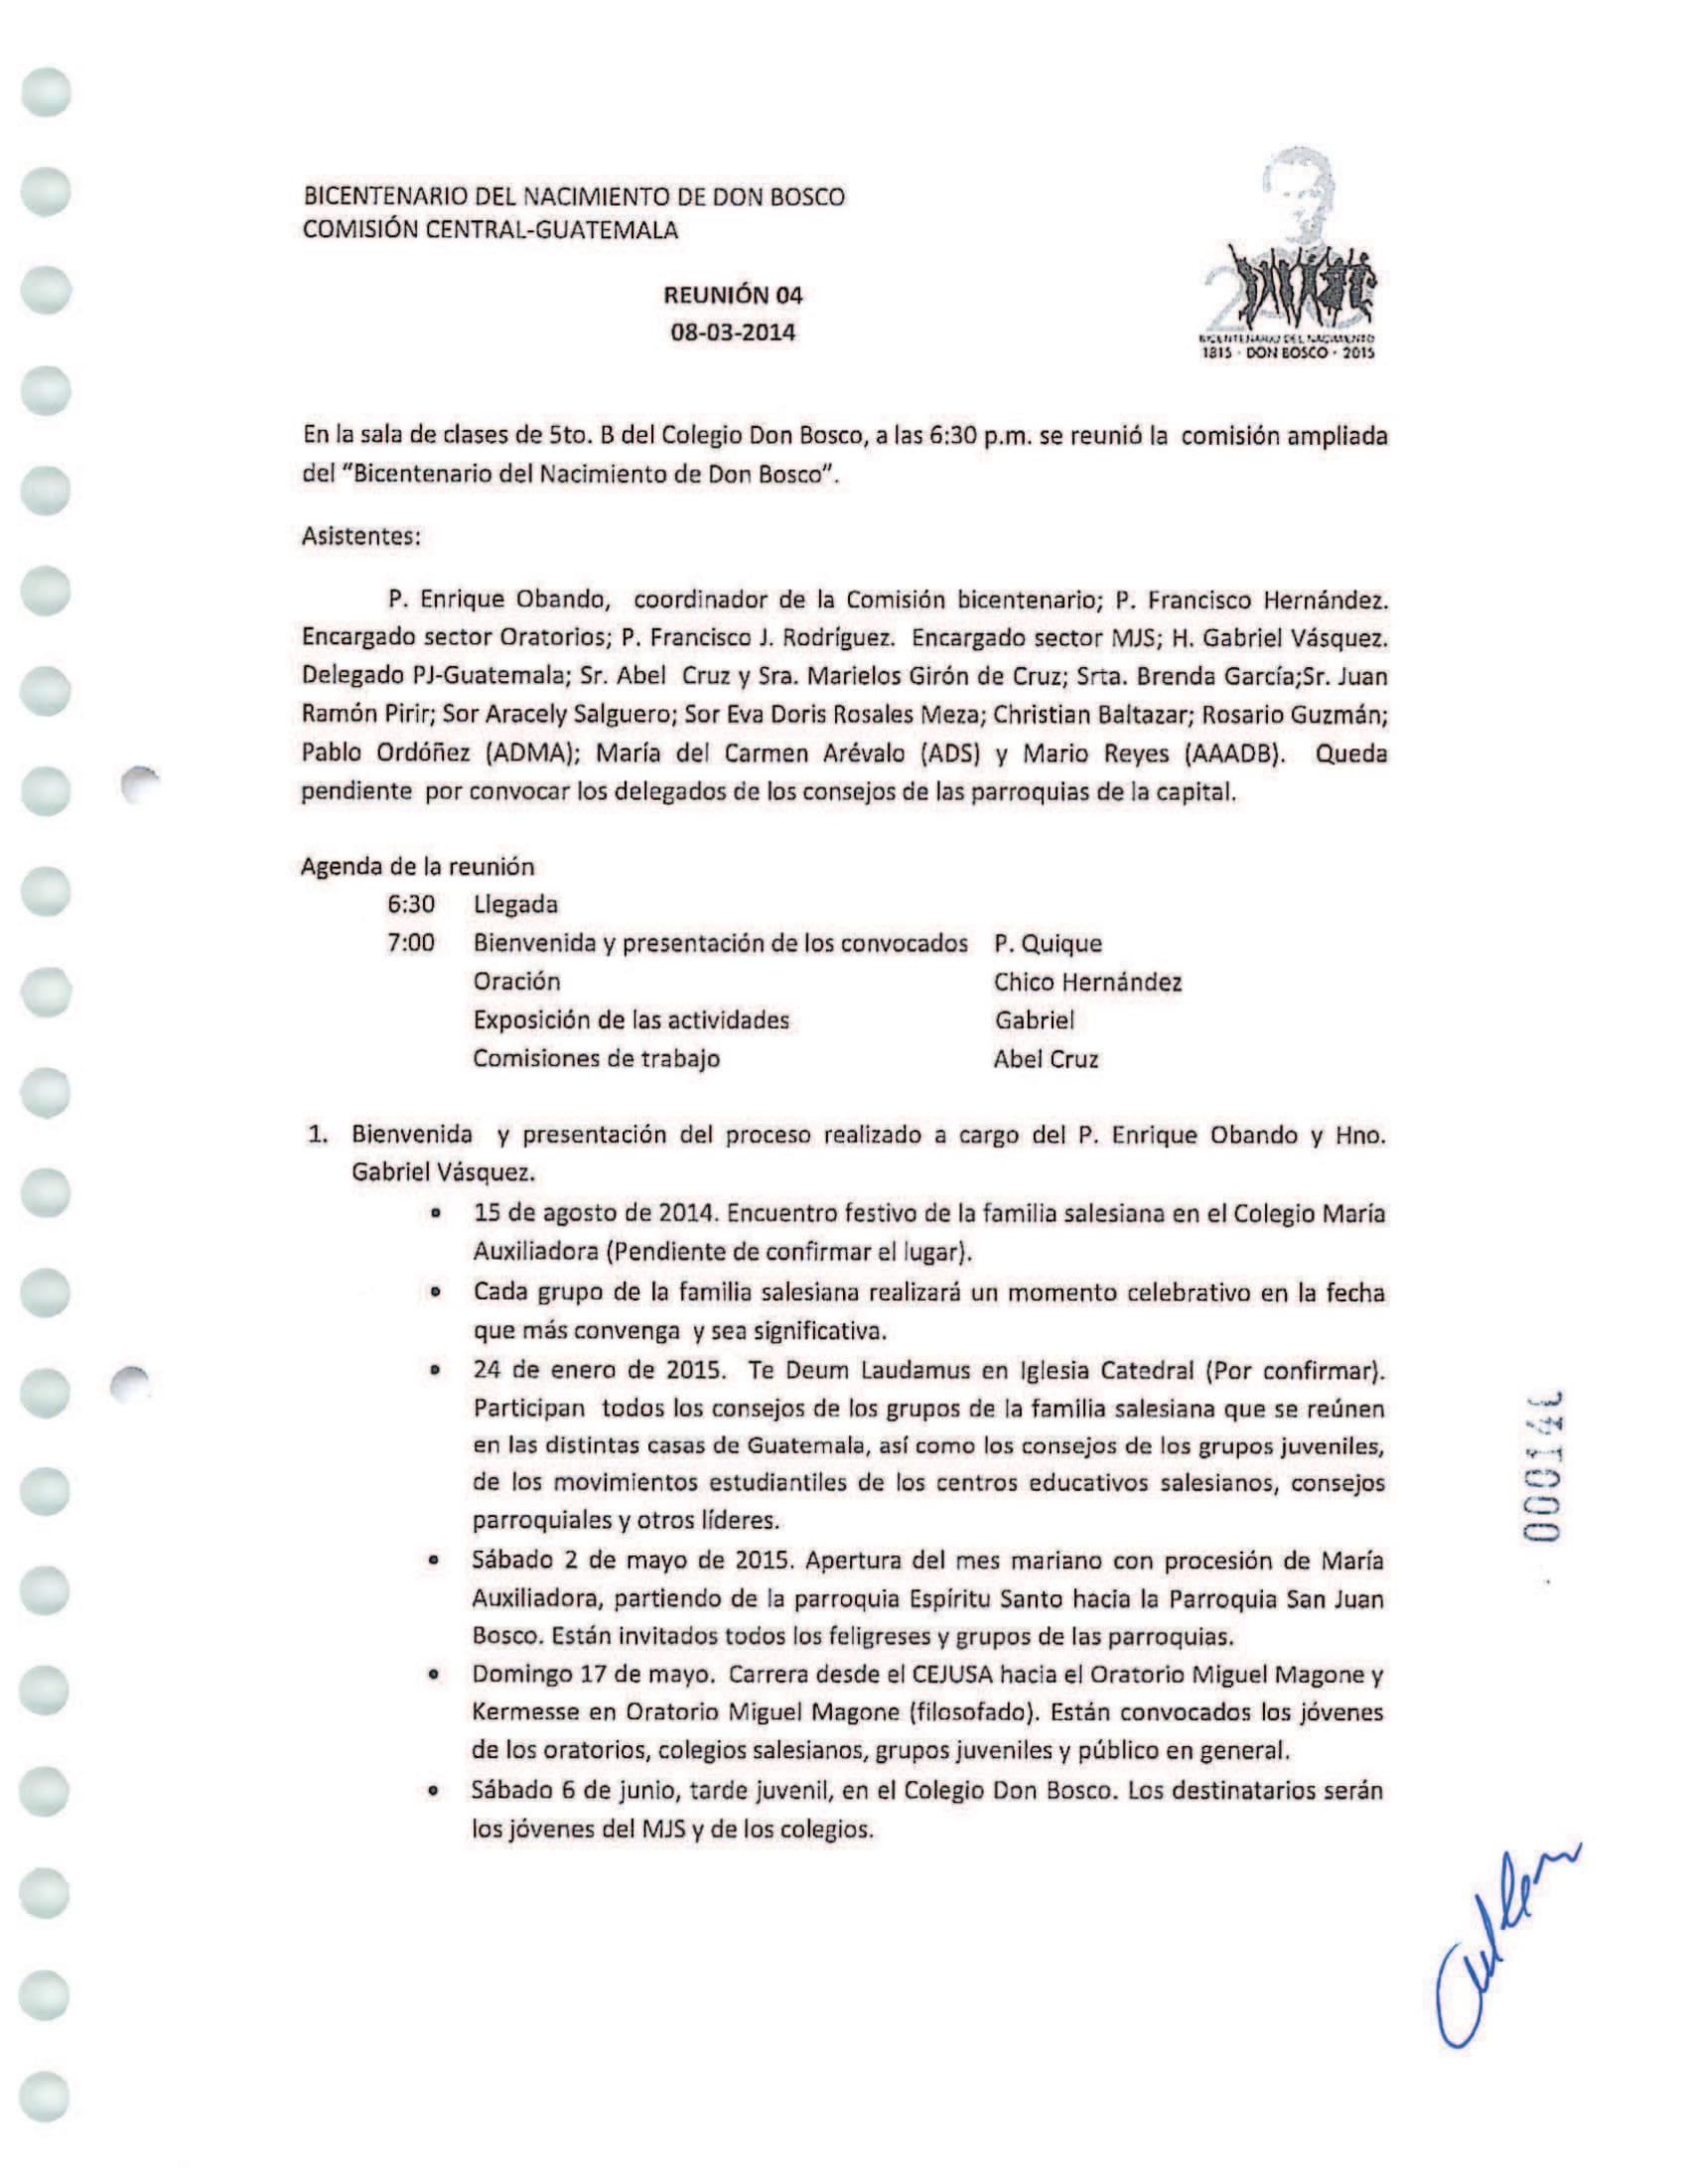 BICENTENARIO DEL NACIMIENTO DE DON BOSCO
COMISIÓN CENTRAL-GUATEMALA
BICENTENARIO DEL NACIMIENTO
1815 · DON BOSCO · 2015
REUNIÓN 04
08-03-2014
En la sala de clases de 5to. B del Colegio Don Bosco, a las 6:30 p.m. se reunió la comisión ampliada
del "Bicentenario del Nacimiento de Don Bosco".
Asistentes:
P. Enrique Obando, coordinador de la Comisión bicentenario; P. Francisco Hernández.
Encargado sector Oratorios; P. Francisco J. Rodríguez. Encargado sector MJS; H. Gabriel Vásquez.
Delegado PJ-Guatemala; Sr. Abel Cruz y Sra. Marielos Girón de Cruz; Srta. Brenda García;Sr. Juan
Ramón Pirir; Sor Aracely Salguero; Sor Eva Doris Rosales Meza; Christian Baltazar; Rosario Guzmán;
Pablo Ordóñez (ADMA); María del Carmen Arévalo (ADS) y Mario Reyes (AAADB). Queda
pendiente por convocar los delegados de los consejos de las parroquias de la capital.
Agenda de la reunión
6:30 Llegada
7:00 Bienvenida y presentación de los convocados P. Quique
Oración Chico Hernández
Exposición de las actividades Gabriel
Comisiones de trabajo Abel Cruz
1. Bienvenida y presentación del proceso realizado a cargo del P. Enrique Obando y Hno.
Gabriel Vásquez.
• 15 de agosto de 2014. Encuentro festivo de la familia salesiana en el Colegio María
Auxiliadora (Pendiente de confirmar el lugar).
• Cada grupo de la familia salesiana realizará un momento celebrativo en la fecha
que más convenga y sea significativa.
• 24 de enero de 2015. Te Deum Laudamus en Iglesia Catedral (Por confirmar).
Participan todos los consejos de los grupos de la familia salesiana que se reúnen
en las distintas casas de Guatemala, así como los consejos de los grupos juveniles,
de los movimientos estudiantiles de los centros educativos salesianos, consejos
parroquiales y otros líderes.
• Sábado 2 de mayo de 2015. Apertura del mes mariano con procesión de María
Auxiliadora, partiendo de la parroquia Espíritu Santo hacia la Parroquia San Juan
Bosco. Están invitados todos los feligreses y grupos de las parroquias.
• Domingo 17 de mayo. Carrera desde el CEJUSA hacia el Oratorio Miguel Magone y
Kermesse en Oratorio Miguel Magone (filosofado). Están convocados los jóvenes
de los oratorios, colegios salesianos, grupos juveniles y público en general.
• Sábado 6 de junio, tarde juvenil, en el Colegio Don Bosco. Los destinatarios serán
los jóvenes del MJS y de los colegios.